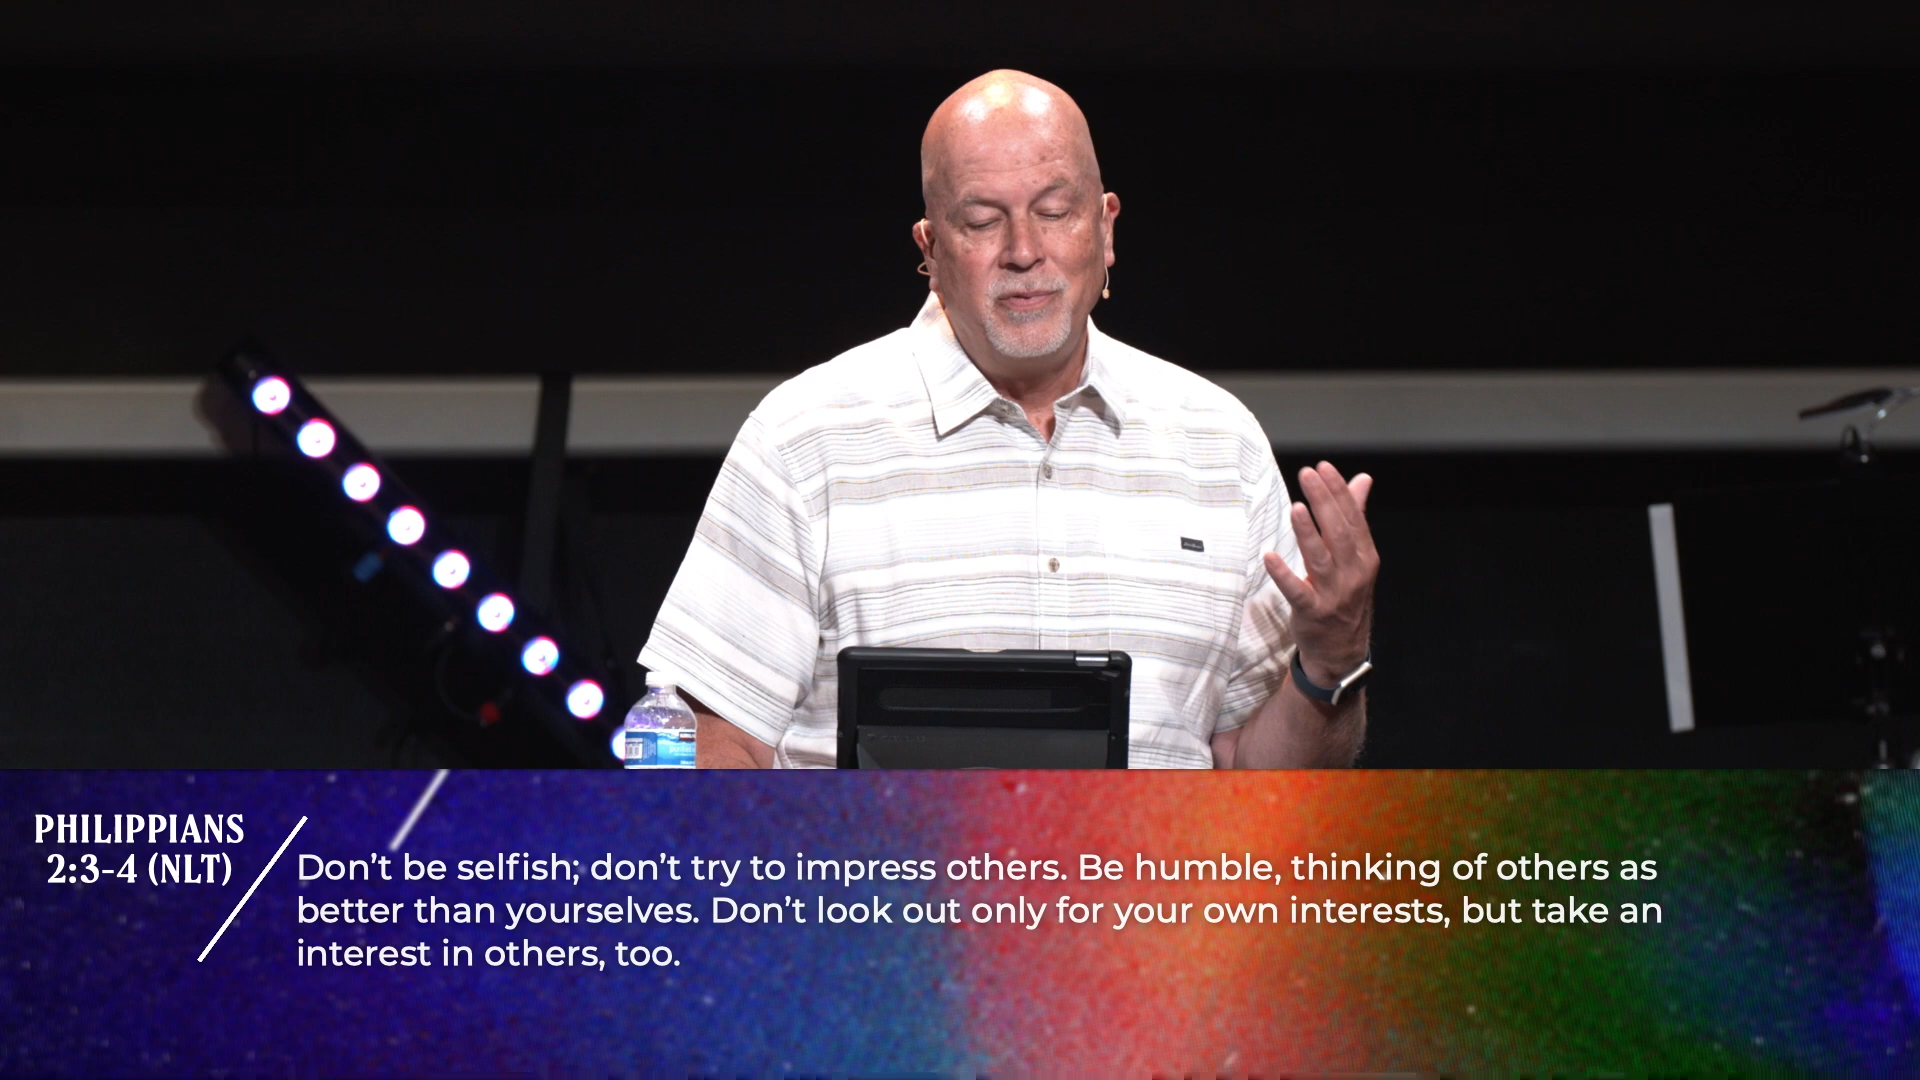 PHILIPPIANS
2:3-4 (NLT)
Don’t be selfish; don’t try to impress others. Be humble, thinking of others as
better than yourselves. Don’t look out only for your own interests, but take an
interest in others, too.